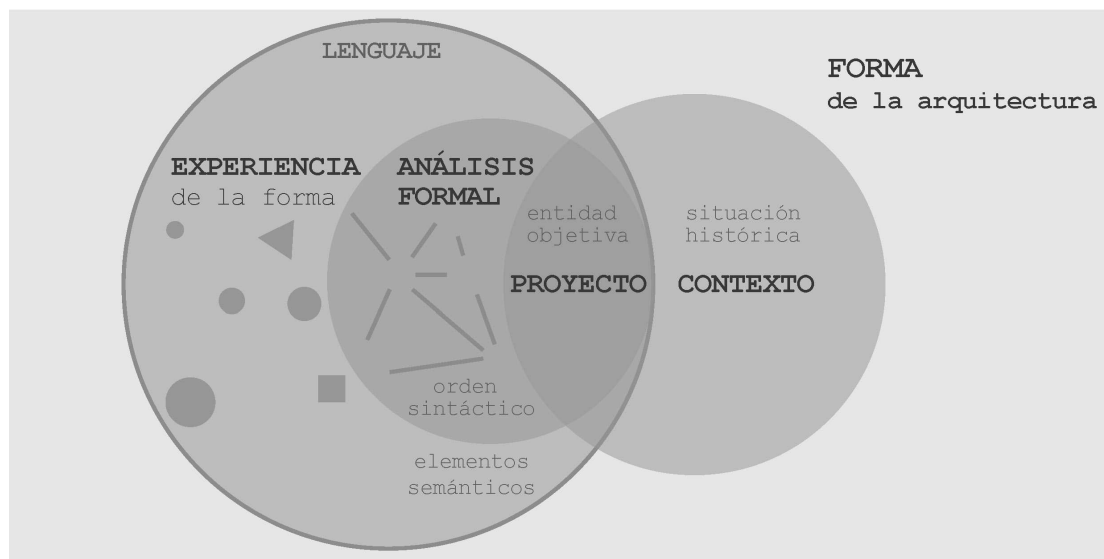 LENGUAJE
FORMA
de la arquitectura
EXPERIENCIA
de la forma
ANÁLISIS
FORMAL
entidad
objetiva
PROYECTO
situación
histórica
CONTEXTO
orden
sintáctico
elementos
semánticos